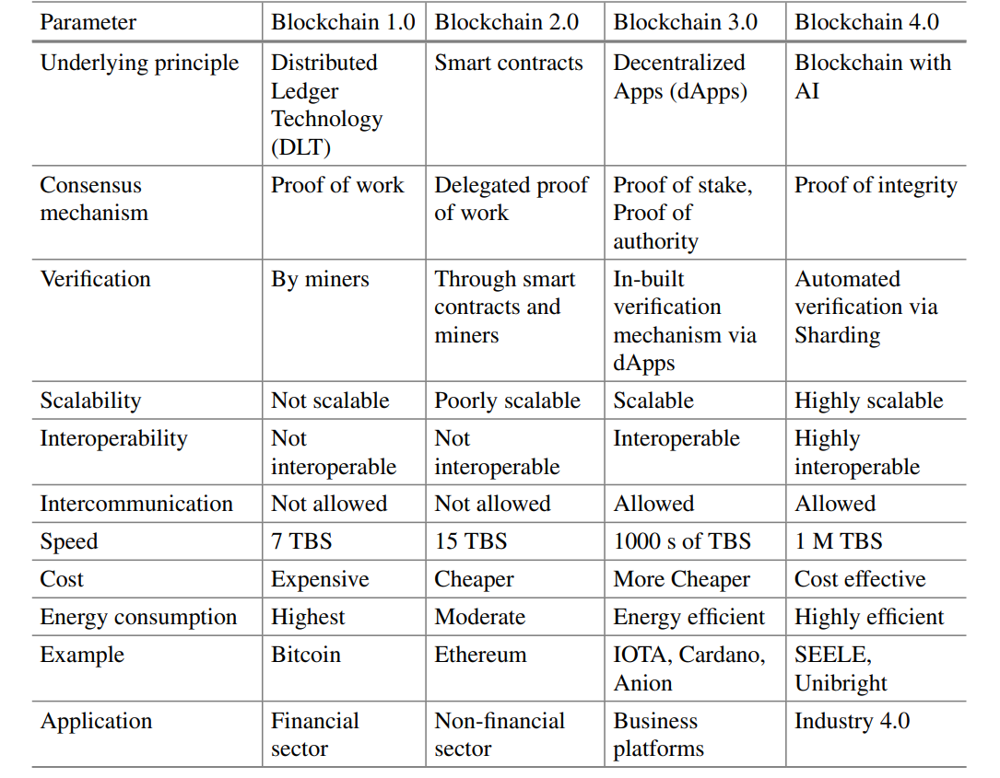 Parameter Blockchain 1.0 Blockchain 2.0 Blockchain 3.0 Blockchain 4.0
Underlying principle Distributed Ledger Technology (DLT) Smart contracts Decentralized Apps (dApps) Blockchain with AI
Consensus mechanism Proof of work Delegated proof of work Proof of stake, Proof of authority Proof of integrity
Verification By miners Through smart contracts and miners In-built verification mechanism via dApps Automated verification via Sharding
Scalability Not scalable Poorly scalable Scalable Highly scalable
Interoperability Not interoperable Not interoperable Interoperable Highly interoperable
Intercommunication Not allowed Not allowed Allowed Allowed
Speed 7 TBS 15 TBS 1000 s of TBS 1 M TBS
Cost Expensive Cheaper More Cheaper Cost effective
Energy consumption Highest Moderate Energy efficient Highly efficient
Example Bitcoin Ethereum IOTA, Cardano, Anion SEELE, Unibright
Application Financial sector Non-financial sector Business platforms Industry 4.0